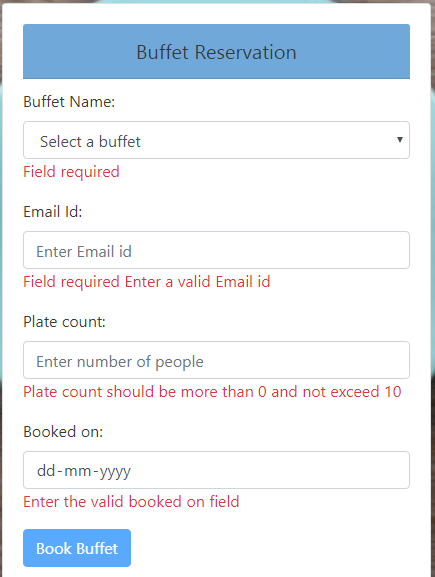 Buffet Reservation
Buffet Name:
Select a buffet
Field required
Email Id:
Enter Email id
Field required Enter a valid Email id
Plate count:
Enter number of people
Plate count should be more than 0 and not exceed 10
Booked on:
dd-mm-yyyy
Enter the valid booked on field
Book Buffet